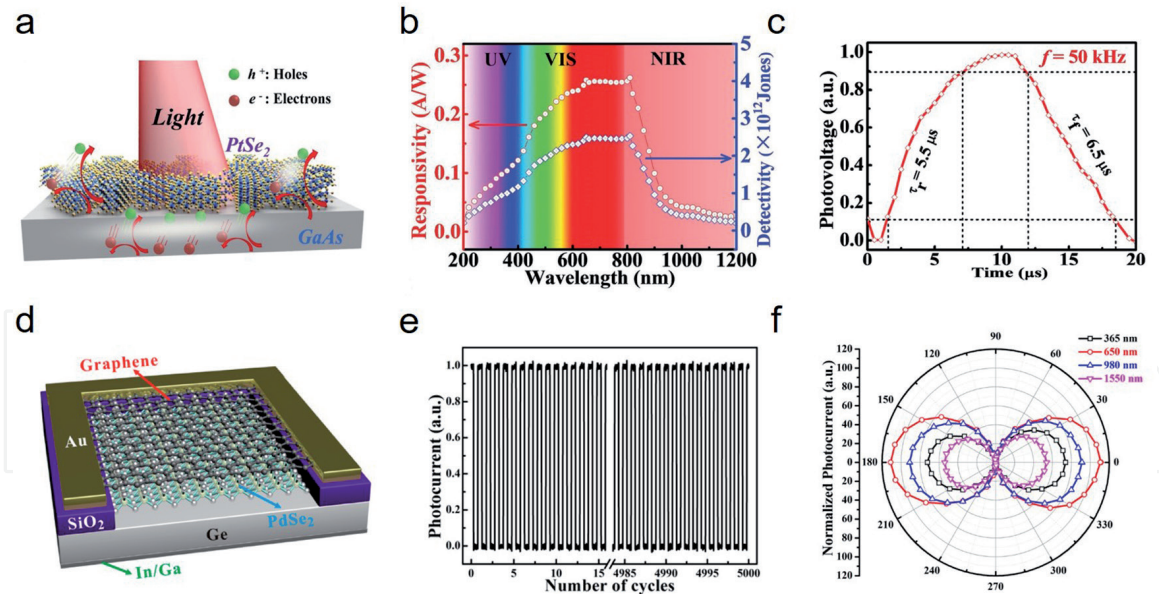 a
h⁺: Holes
e⁻: Electrons
Light
PtSe₂
GaAs
b
UV VIS NIR
Responsivity (A/W)
0.3
0.2
0.1
0.0
Detectivity (×10¹²Jones)
5
4
3
2
1
0
200 400 600 800 1000 1200
Wavelength (nm)
c
f = 50 kHz
Photovoltage (a.u.)
1.0
0.8
0.6
0.4
0.2
0.0
τr = 5.5 μs
τf = 6.5 μs
0 5 10 15 20
Time (μs)
d
Graphene
Au
SiO₂
PdSe₂
Ge
In/Ga
e
Photocurrent (a.u.)
1.0
0.8
0.6
0.4
0.2
0.0
0 5 10 15 4985 4990 4995 5000
Number of cycles
f
365 nm
650 nm
980 nm
1550 nm
Normalized Photocurrent (a.u.)
120
100
80
60
40
20
0
20
40
60
80
100
120
90
120 60
150 30
180 0
210 330
240 300
270